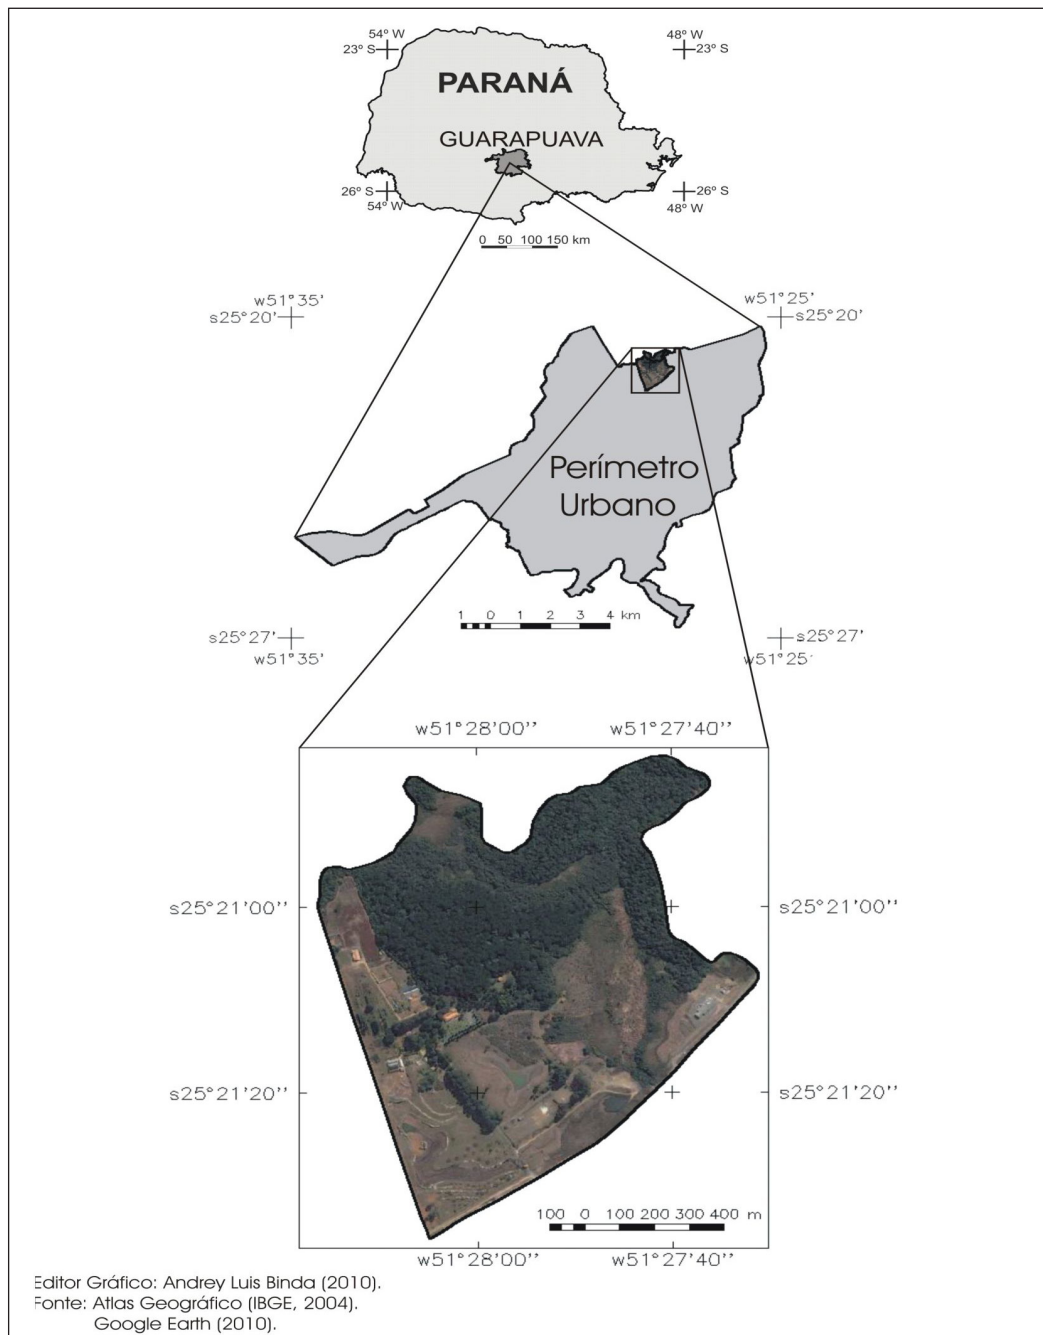 54º W
48º W
23º S
23º S
PARANÁ
GUARAPUAVA
26º S
26º S
54º W
48º W
0 50 100 150 km
w51°35'
w51°25'
s25°20'
s25°20'
Perímetro
Urbano
1 0 1 2 3 4 km
s25°27'
s25°27'
w51°35'
w51°25'
w51°28'00''
w51°27'40''
s25°21'00''
s25°21'00''
s25°21'20''
s25°21'20''
100 0 100 200 300 400 m
w51°28'00''
w51°27'40''
Editor Gráfico: Andrey Luis Binda (2010).
Fonte: Atlas Geográfico (IBGE, 2004).
Google Earth (2010).